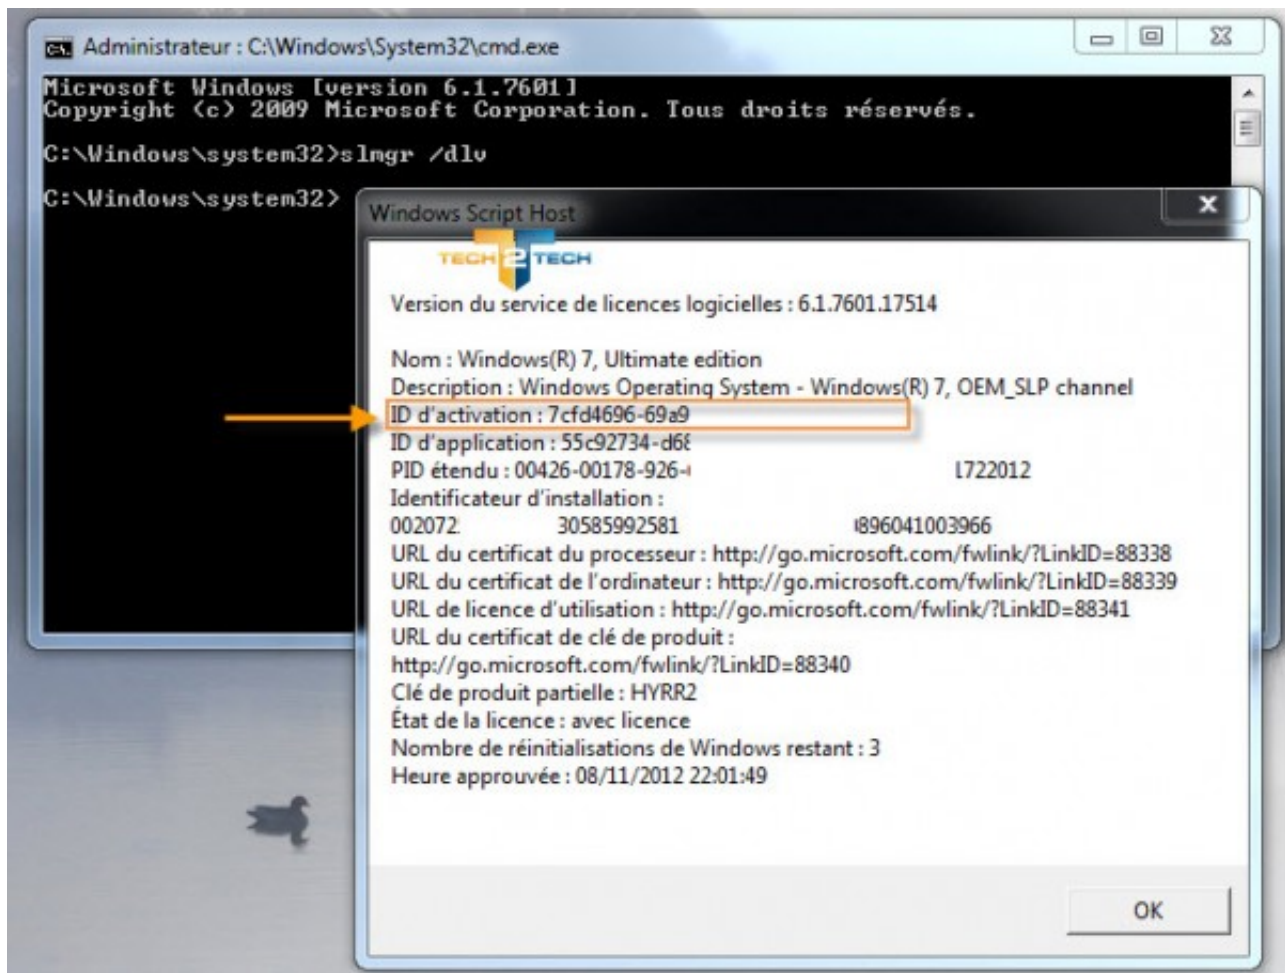 Administrateur : C:\Windows\System32\cmd.exe
Microsoft Windows [version 6.1.7601]
Copyright (c) 2009 Microsoft Corporation. Tous droits réservés.
C:\Windows\system32>slmgr /dlv
C:\Windows\system32>
Windows Script Host
TECH 2 TECH
Version du service de licences logicielles : 6.1.7601.17514
Nom : Windows(R) 7, Ultimate edition
Description : Windows Operating System - Windows(R) 7, OEM_SLP channel
ID d'activation : 7cfd4696-69a9
ID d'application : 55c92734-d68
PID étendu : 00426-00178-926- 1722012
Identificateur d'installation :
002072 30585992581 896041003966
URL du certificat du processeur : http://go.microsoft.com/fwlink/?LinkID=88338
URL du certificat de l'ordinateur : http://go.microsoft.com/fwlink/?LinkID=88339
URL de licence d'utilisation : http://go.microsoft.com/fwlink/?LinkID=88341
URL du certificat de clé de produit :
http://go.microsoft.com/fwlink/?LinkID=88340
Clé de produit partielle : HYRR2
État de la licence : avec licence
Nombre de réinitialisations de Windows restant : 3
Heure approuvée : 08/11/2012 22:01:49
OK